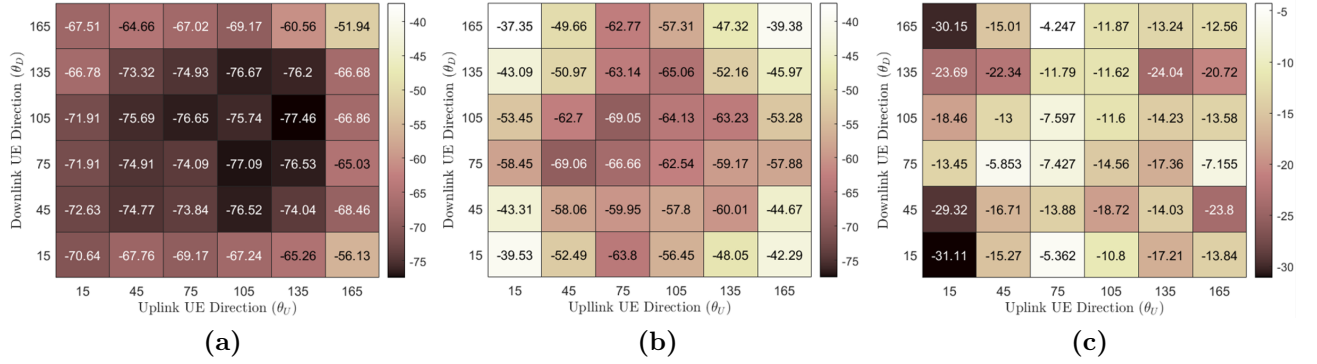 165 -67.51 -64.66 -67.02 -69.17 -60.56 -51.94
135 -66.78 -73.32 -74.93 -76.67 -76.2 -66.68
105 -71.91 -75.69 -76.65 -75.74 -77.46 -66.86
75 -71.91 -74.91 -74.09 -77.09 -76.53 -65.03
45 -72.63 -74.77 -73.84 -76.52 -74.04 -68.46
15 -70.64 -67.76 -69.17 -67.24 -65.26 -56.13
15 45 75 105 135 165
Downlink UE Direction (θ_D)
Uplink UE Direction (θ_U)
-40
-45
-50
-55
-60
-65
-70
-75
(a)
165 -37.35 -49.66 -62.77 -57.31 -47.32 -39.38
135 -43.09 -50.97 -63.14 -65.06 -52.16 -45.97
105 -53.45 -62.7 -69.05 -64.13 -63.23 -53.28
75 -58.45 -69.06 -66.66 -62.54 -59.17 -57.88
45 -43.31 -58.06 -59.95 -57.8 -60.01 -44.67
15 -39.53 -52.49 -63.8 -56.45 -48.05 -42.29
15 45 75 105 135 165
Downlink UE Direction (θ_D)
Upllink UE Direction (θ_U)
-40
-45
-50
-55
-60
-65
-70
-75
(b)
165 -30.15 -15.01 -4.247 -11.87 -13.24 -12.56
135 -23.69 -22.34 -11.79 -11.62 -24.04 -20.72
105 -18.46 -13 -7.597 -11.6 -14.23 -13.58
75 -13.45 -5.853 -7.427 -14.56 -17.36 -7.155
45 -29.32 -16.71 -13.88 -18.72 -14.03 -23.8
15 -31.11 -15.27 -5.362 -10.8 -17.21 -13.84
15 45 75 105 135 165
Downlink UE Direction (θ_D)
Uplink UE Direction (θ_U)
-5
-10
-15
-20
-25
-30
(c)